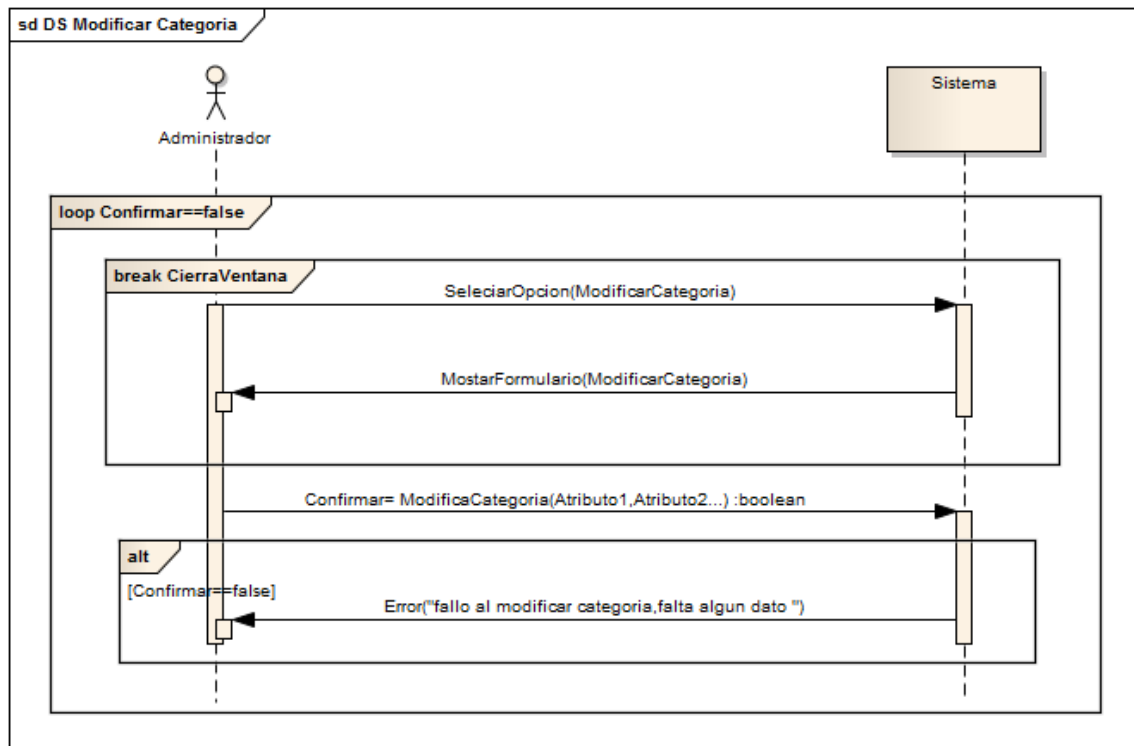 sd DS Modificar Categoria
Administrador
Sistema
loop Confirmar==false
break CierraVentana
SeleciarOpcion(ModificarCategoria)
MostarFormulario(ModificarCategoria)
Confirmar= ModificaCategoria(Atributo1,Atributo2...) :boolean
alt
[Confirmar==false]
Error("fallo al modificar categoria,falta algun dato ")